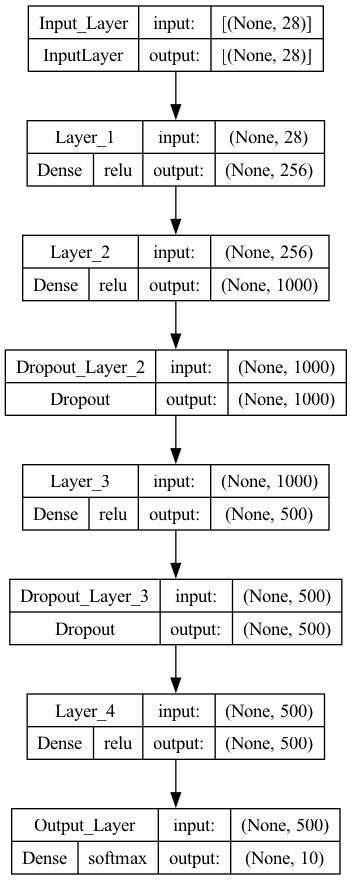 Input_Layer input: [(None, 28)]
InputLayer output: [(None, 28)]
Layer_1 input: (None, 28)
Dense relu output: (None, 256)
Layer_2 input: (None, 256)
Dense relu output: (None, 1000)
Dropout_Layer_2 input: (None, 1000)
Dropout output: (None, 1000)
Layer_3 input: (None, 1000)
Dense relu output: (None, 500)
Dropout_Layer_3 input: (None, 500)
Dropout output: (None, 500)
Layer_4 input: (None, 500)
Dense relu output: (None, 500)
Output_Layer input: (None, 500)
Dense softmax output: (None, 10)